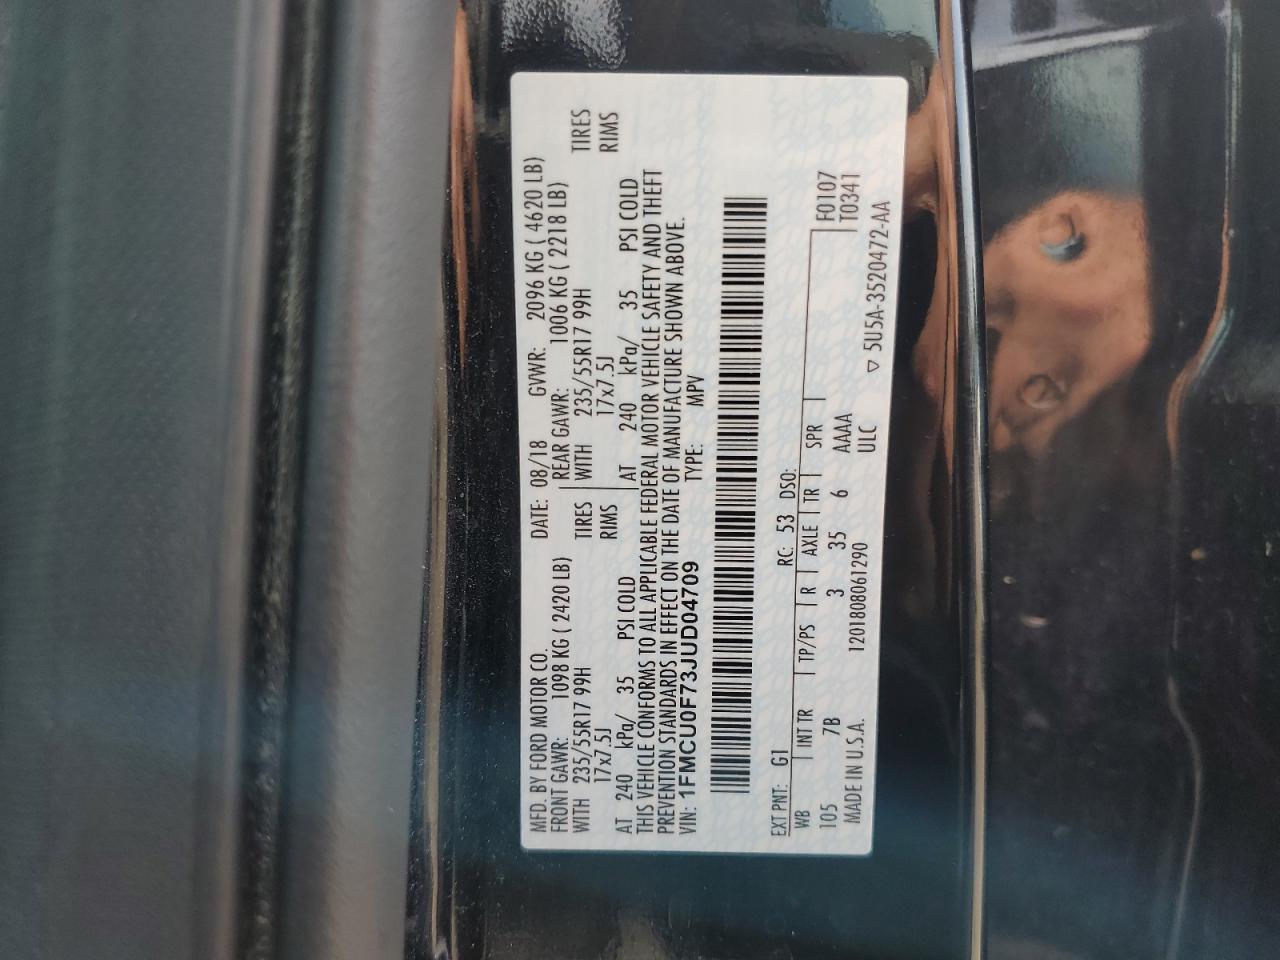 MFD. BY FORD MOTOR CO. DATE: 08/18 GVWR: 2096 KG ( 4620 LB)
FRONT GAWR: 1098 KG ( 2420 LB) REAR GAWR: 1006 KG ( 2218 LB)
WITH 235/55R17 99H TIRES WITH 235/55R17 99H TIRES
17x7.5J RIMS 17x7.5J RIMS
AT 240 kPa/ 35 PSI COLD AT 240 kPa/ 35 PSI COLD
THIS VEHICLE CONFORMS TO ALL APPLICABLE FEDERAL MOTOR VEHICLE SAFETY AND THEFT
PREVENTION STANDARDS IN EFFECT ON THE DATE OF MANUFACTURE SHOWN ABOVE.
VIN: 1FMCU0F73JUD04709 TYPE: MPV
EXT PNT: G1 RC: 53 DSO:
WB INT TR TP/PS R AXLE TR SPR F0107
105 7B 3 35 6 AAAA T0341
MADE IN U.S.A. 1201808061290 ULC ▽ 5U5A-3520472-AA